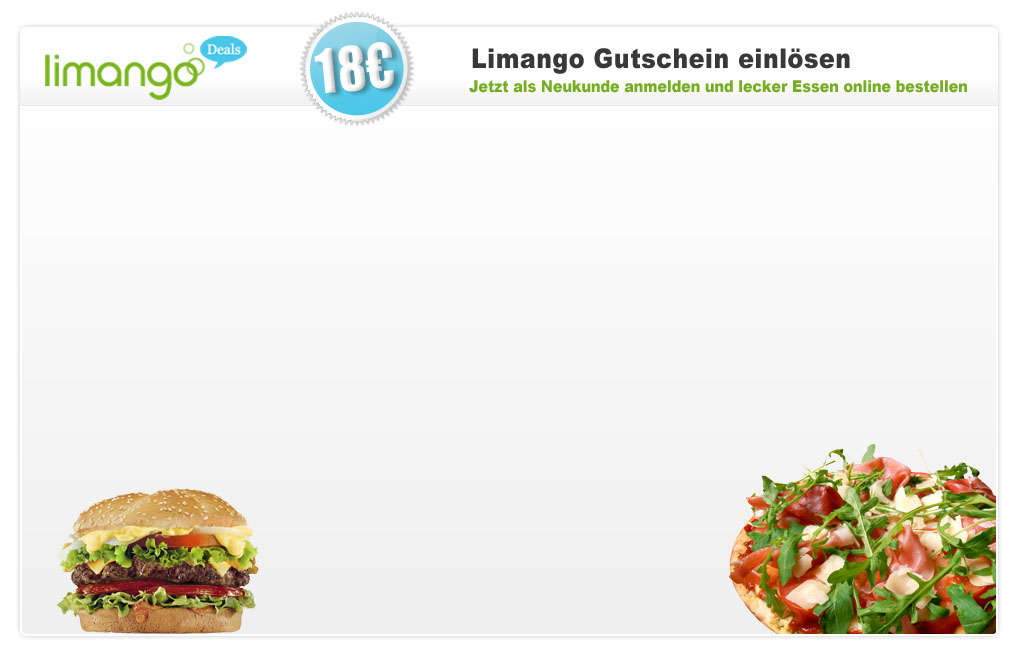 limango
Deals
18€
Limango Gutschein einlösen
Jetzt als Neukunde anmelden und lecker Essen online bestellen